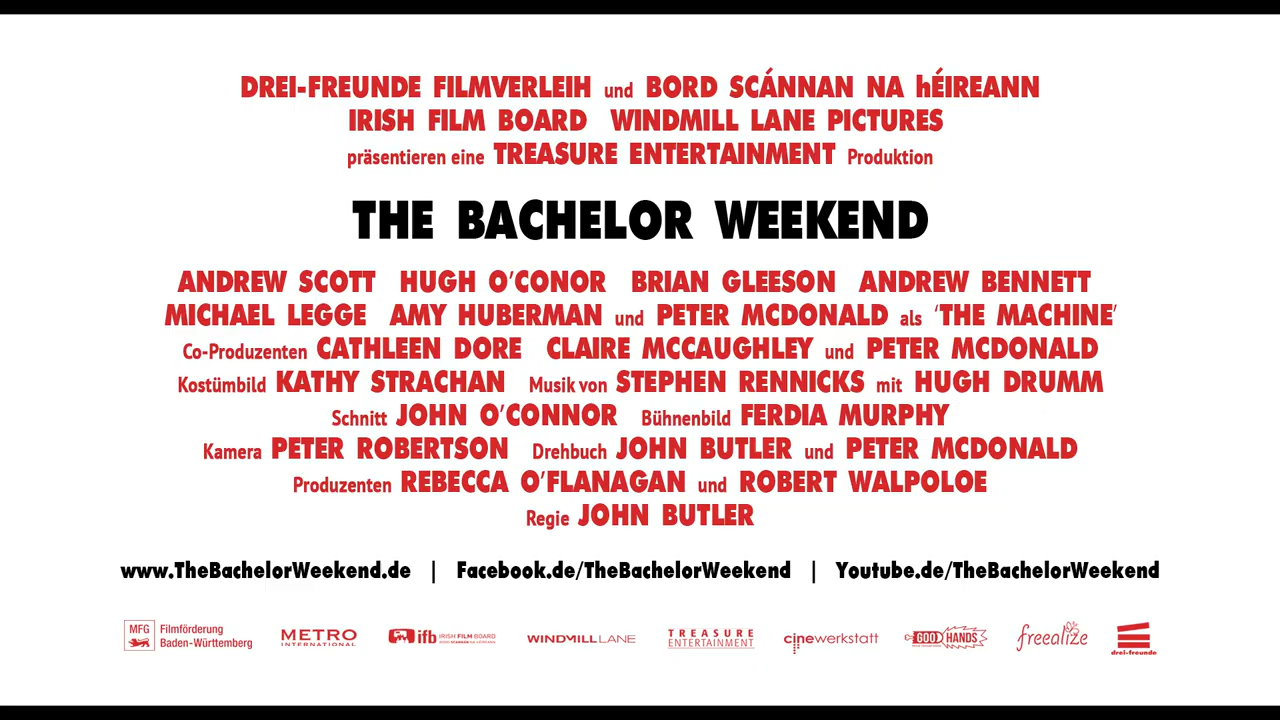 DREI-FREUNDE FILMVERLEIH und BORD SCÁNNAN NA hÉIREANN
IRISH FILM BOARD WINDMILL LANE PICTURES
präsentieren eine TREASURE ENTERTAINMENT Produktion
THE BACHELOR WEEKEND
ANDREW SCOTT HUGH O'CONOR BRIAN GLEESON ANDREW BENNETT
MICHAEL LEGGE AMY HUBERMAN und PETER MCDONALD als 'THE MACHINE'
Co-Produzenten CATHLEEN DORE CLAIRE MCCAUGHLEY und PETER MCDONALD
Kostümbild KATHY STRACHAN Musik von STEPHEN RENNICKS mit HUGH DRUMM
Schnitt JOHN O'CONNOR Bühnenbild FERDIA MURPHY
Kamera PETER ROBERTSON Drehbuch JOHN BUTLER und PETER MCDONALD
Produzenten REBECCA O'FLANAGAN und ROBERT WALPOLOE
Regie JOHN BUTLER
www.TheBachelorWeekend.de | Facebook.de/TheBachelorWeekend | Youtube.de/TheBachelorWeekend
MFG Filmförderung Baden-Württemberg
METRO INTERNATIONAL
ifb IRISH FILM BOARD
WINDMILL LANE
TREASURE ENTERTAINMENT
cinewerkstatt
GOOD HANDS
freealize
drei-freunde